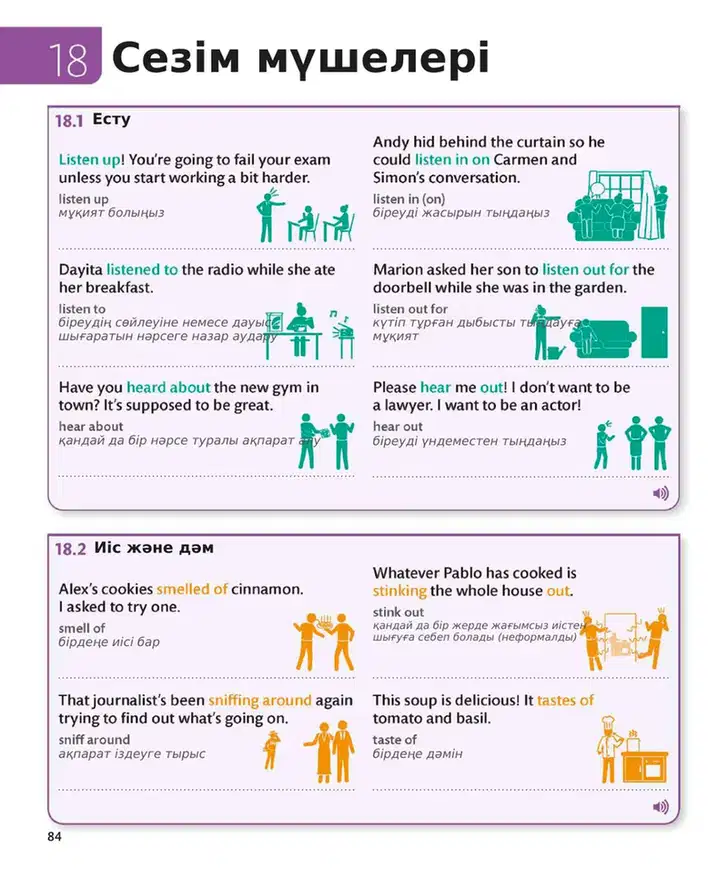 18 Сезім мүшелері
18.1 Есту
Listen up! You're going to fail your exam
unless you start working a bit harder.
listen up
мұқият болыңыз
Andy hid behind the curtain so he
could listen in on Carmen and
Simon's conversation.
listen in (on)
біреуді жасырын тыңдаңыз
Dayita listened to the radio while she ate
her breakfast.
listen to
біреудің сөйлеуіне немесе дауыс
шығаратын нәрсеге назар аудару
Marion asked her son to listen out for the
doorbell while she was in the garden.
listen out for
күтіп тұрған дыбысты тыңдауға
мұқият
Have you heard about the new gym in
town? It's supposed to be great.
hear about
қандай да бір нәрсе туралы ақпарат алу
Please hear me out! I don't want to be
a lawyer. I want to be an actor!
hear out
біреуді үндеместен тыңдаңыз
18.2 Иіс және дәм
Alex's cookies smelled of cinnamon.
I asked to try one.
smell of
бірдеңе иісі бар
Whatever Pablo has cooked is
stinking the whole house out.
stink out
қандай да бір жерде жағымсыз иістен
шығуға себеп болады (неформалды)
That journalist's been sniffing around again
trying to find out what's going on.
sniff around
ақпарат іздеуге тырыс
This soup is delicious! It tastes of
tomato and basil.
taste of
бірдеңе дәмін
84